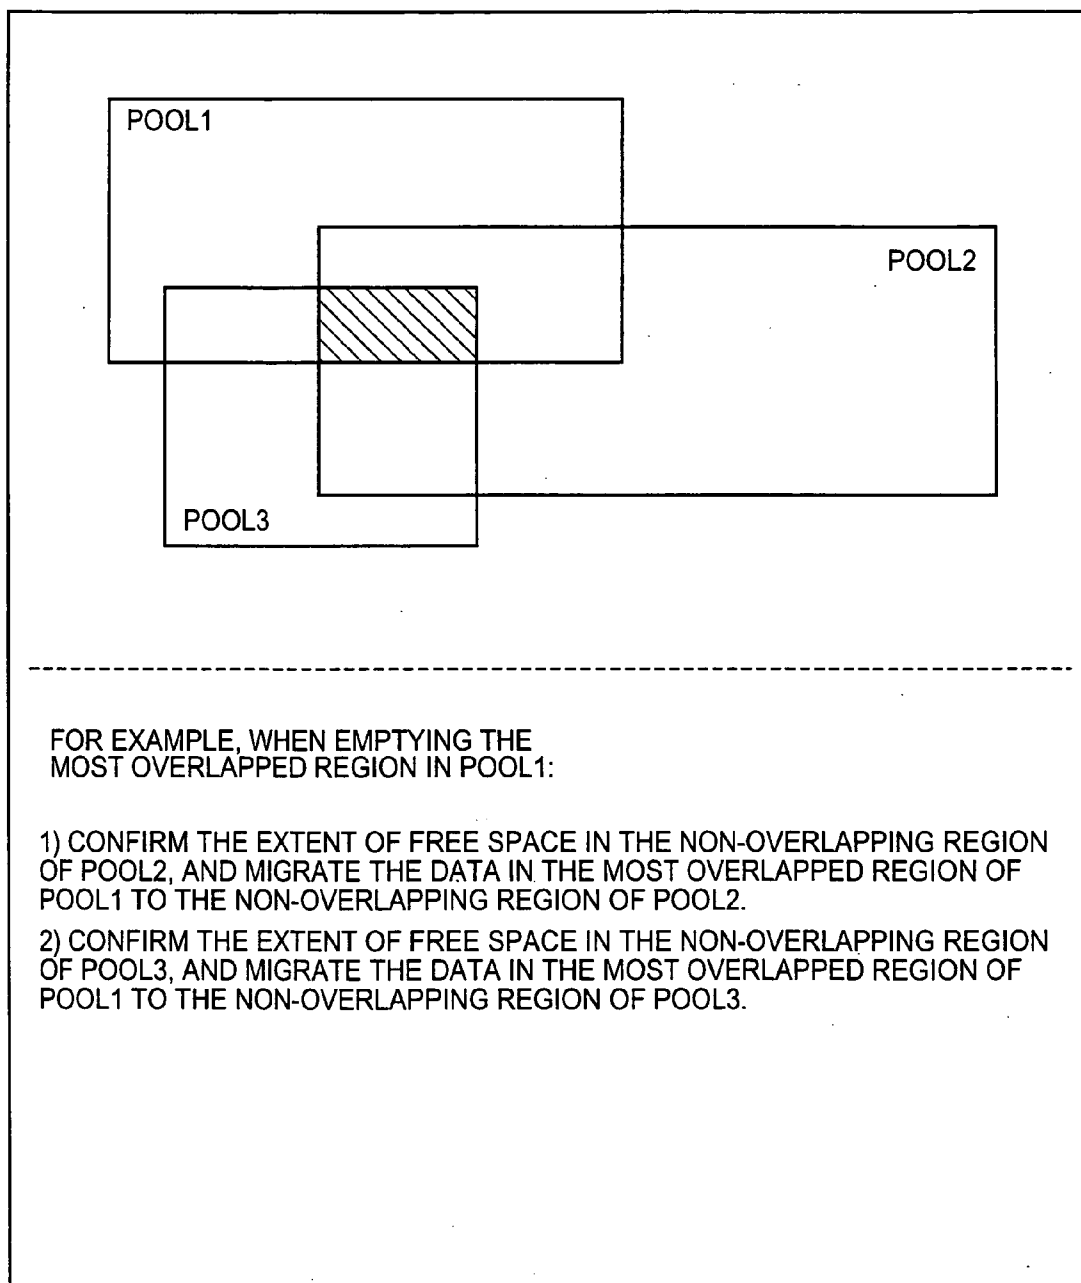 POOL1
POOL2
POOL3
FOR EXAMPLE, WHEN EMPTYING THE
MOST OVERLAPPED REGION IN POOL1:
1) CONFIRM THE EXTENT OF FREE SPACE IN THE NON-OVERLAPPING REGION
OF POOL2, AND MIGRATE THE DATA IN THE MOST OVERLAPPED REGION OF
POOL1 TO THE NON-OVERLAPPING REGION OF POOL2.
2) CONFIRM THE EXTENT OF FREE SPACE IN THE NON-OVERLAPPING REGION
OF POOL3, AND MIGRATE THE DATA IN THE MOST OVERLAPPED REGION OF
POOL1 TO THE NON-OVERLAPPING REGION OF POOL3.